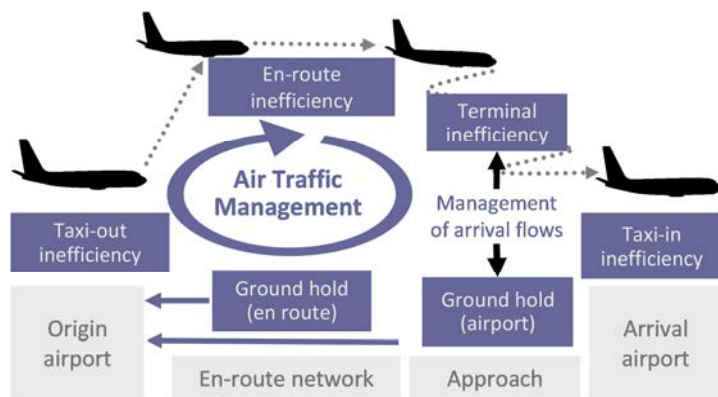 En-route
inefficiency
Terminal
inefficiency
Air Traffic
Management
Taxi-out
inefficiency
Management
of arrival flows
Taxi-in
inefficiency
Ground hold
(en route)
Ground hold
(airport)
Origin
airport
Arrival
airport
En-route network
Approach